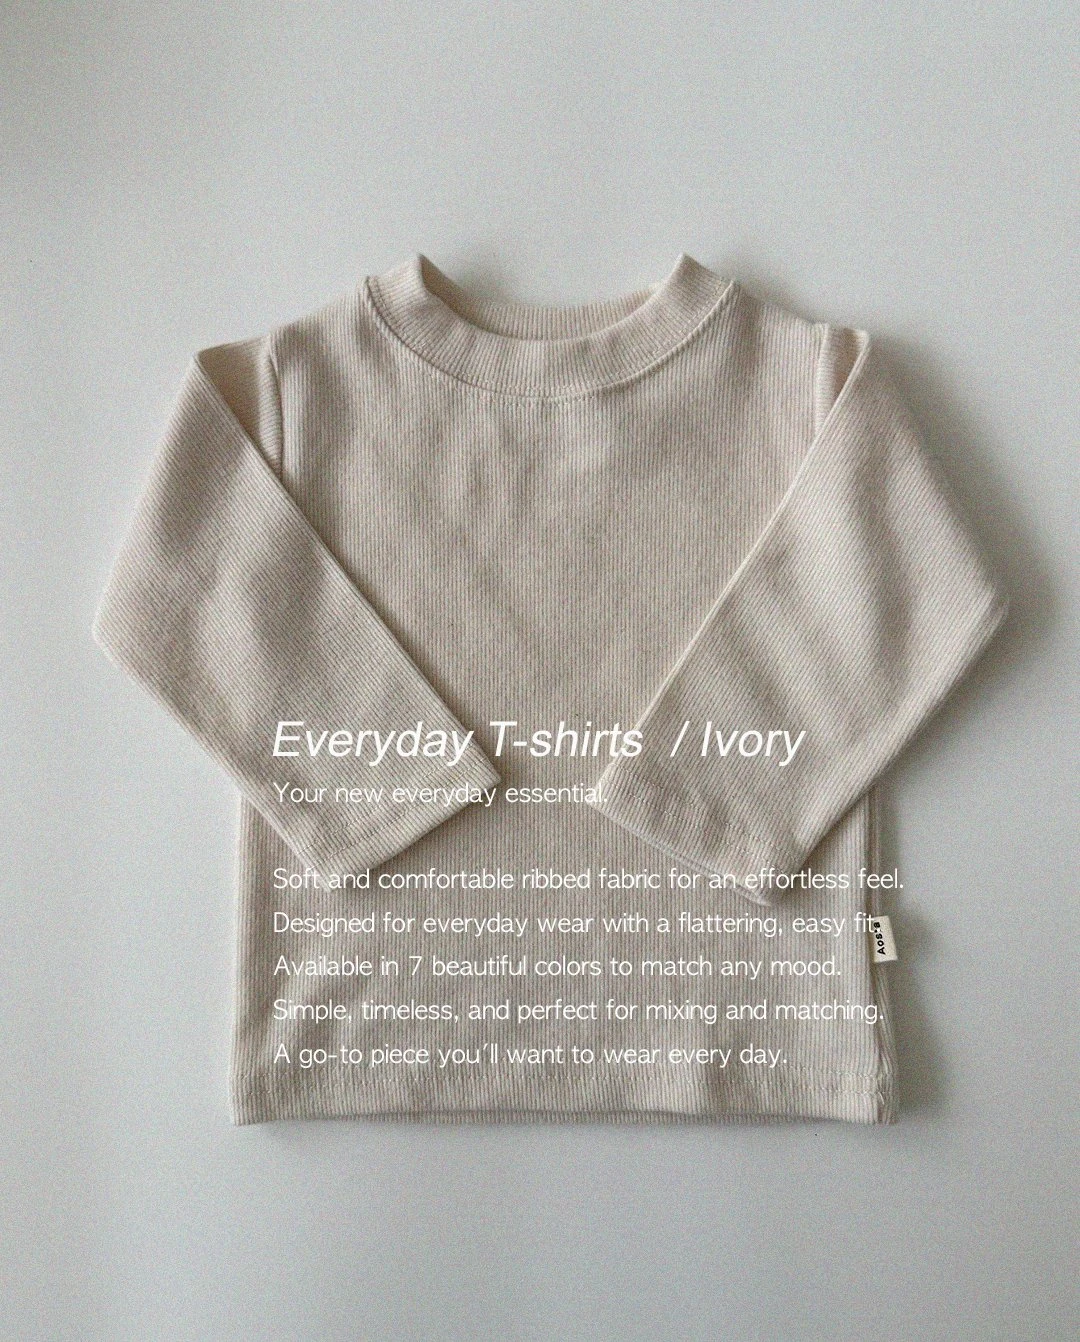 Everyday T-shirts / Ivory
Your new everyday essential.
Soft and comfortable ribbed fabric for an effortless feel.
Designed for everyday wear with a flattering, easy fit.
Available in 7 beautiful colors to match any mood.
Simple, timeless, and perfect for mixing and matching.
A go-to piece you'll want to wear every day.